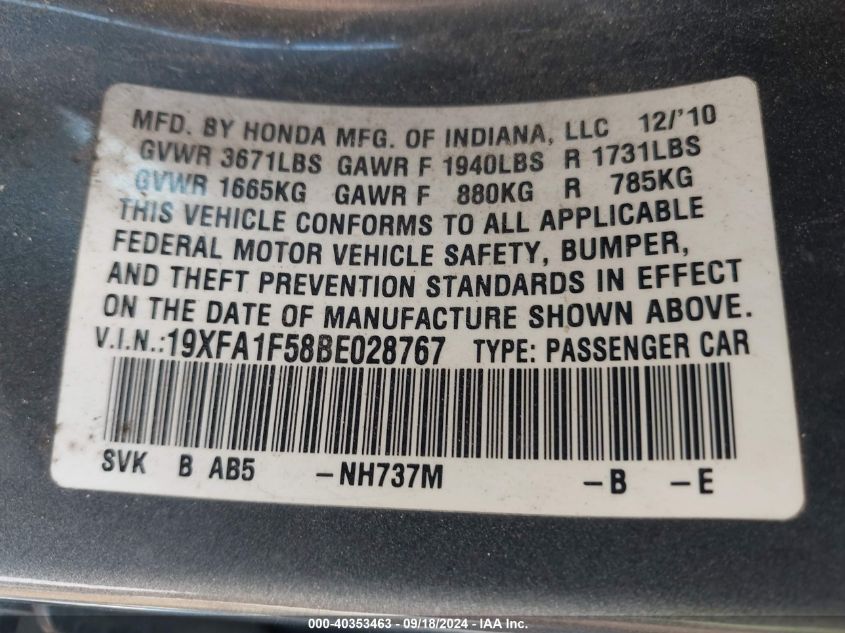 MFD. BY HONDA MFG. OF INDIANA, LLC 12/'10
GVWR 3671LBS GAWR F 1940LBS R 1731LBS
GVWR 1665KG GAWR F 880KG R 785KG
THIS VEHICLE CONFORMS TO ALL APPLICABLE
FEDERAL MOTOR VEHICLE SAFETY, BUMPER,
AND THEFT PREVENTION STANDARDS IN EFFECT
ON THE DATE OF MANUFACTURE SHOWN ABOVE.
V.I.N.:19XFA1F58BE028767 TYPE: PASSENGER CAR
SVK B AB5 -NH737M -B -E
000-40353463 - 09/18/2024 - IAA Inc.